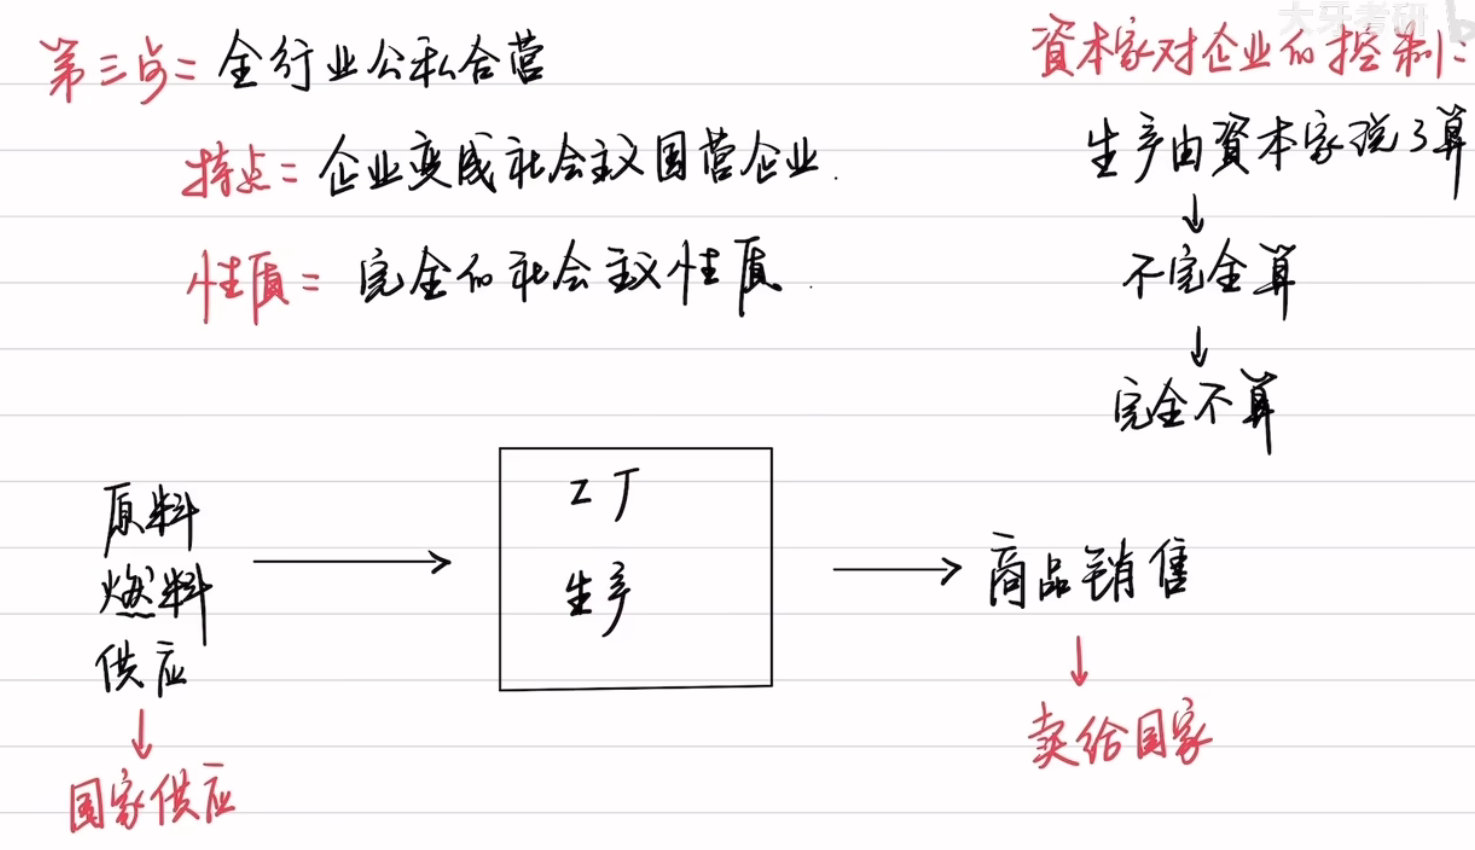 第三步：全行业公私合营
特点：企业变成社会主义国营企业.
性质：完全的社会主义性质.
大牙考研 b
資本家对企业的控制：
生产由資本家说了算
↓
不完全算
↓
完全不算
原料
燃料
供应
↓
国家供应
→
工厂
生产
→
商品销售
↓
卖给国家